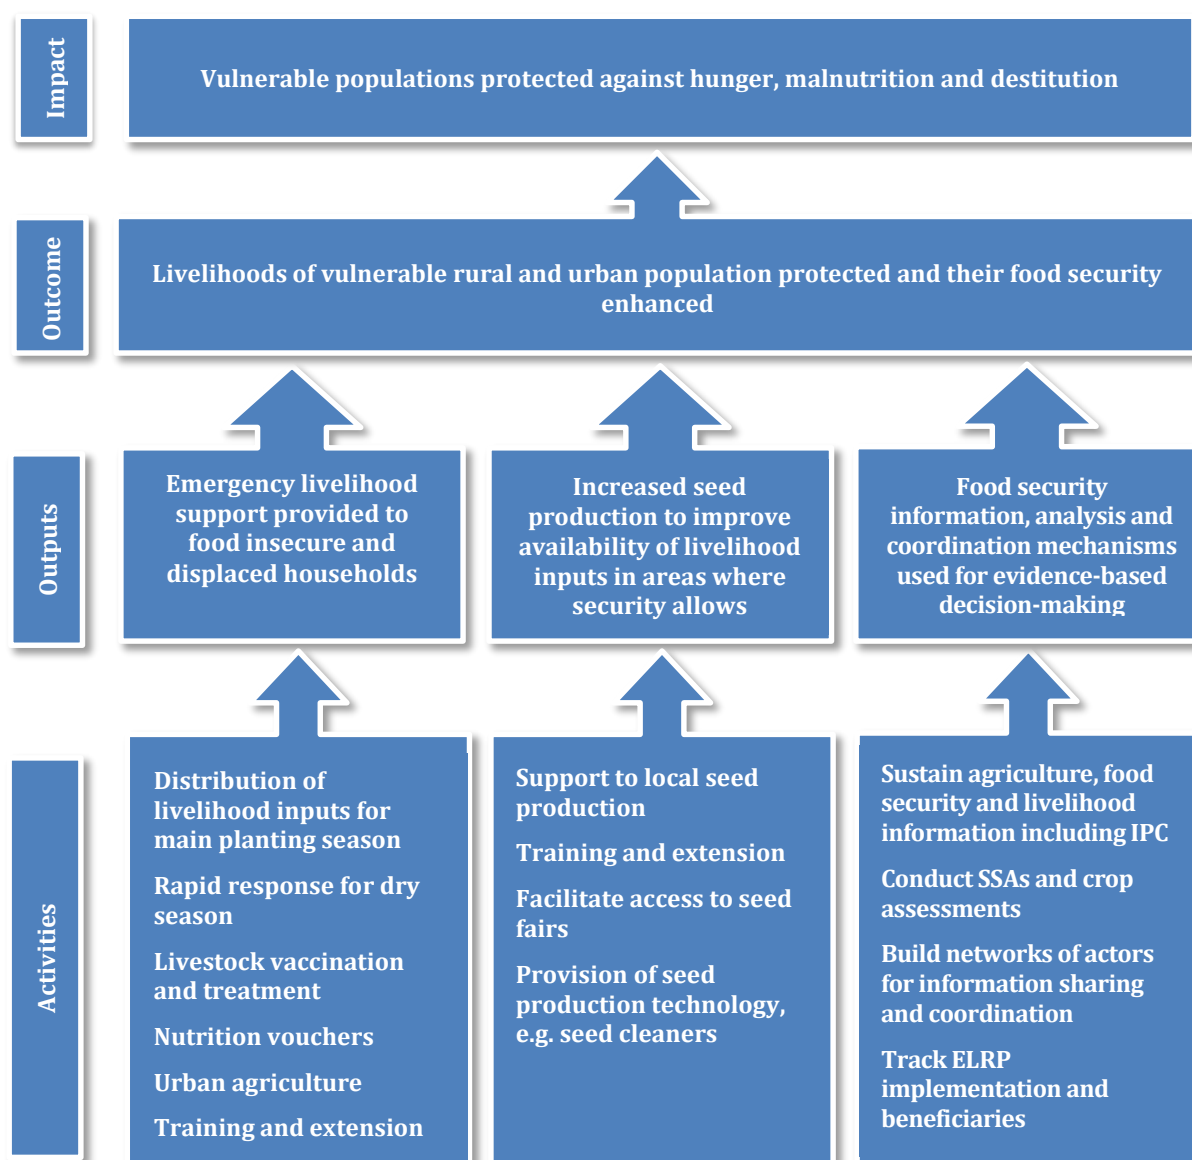 Impact
Vulnerable populations protected against hunger, malnutrition and destitution
Outcome
Livelihoods of vulnerable rural and urban population protected and their food security
enhanced
Outputs
Emergency livelihood
support provided to
food insecure and
displaced households
Increased seed
production to improve
availability of livelihood
inputs in areas where
security allows
Food security
information, analysis and
coordination mechanisms
used for evidence-based
decision-making
Activities
Distribution of
livelihood inputs for
main planting season
Rapid response for dry
season
Livestock vaccination
and treatment
Nutrition vouchers
Urban agriculture
Training and extension
Support to local seed
production
Training and extension
Facilitate access to seed
fairs
Provision of seed
production technology,
e.g. seed cleaners
Sustain agriculture, food
security and livelihood
information including IPC
Conduct SSAs and crop
assessments
Build networks of actors
for information sharing
and coordination
Track ELRP
implementation and
beneficiaries